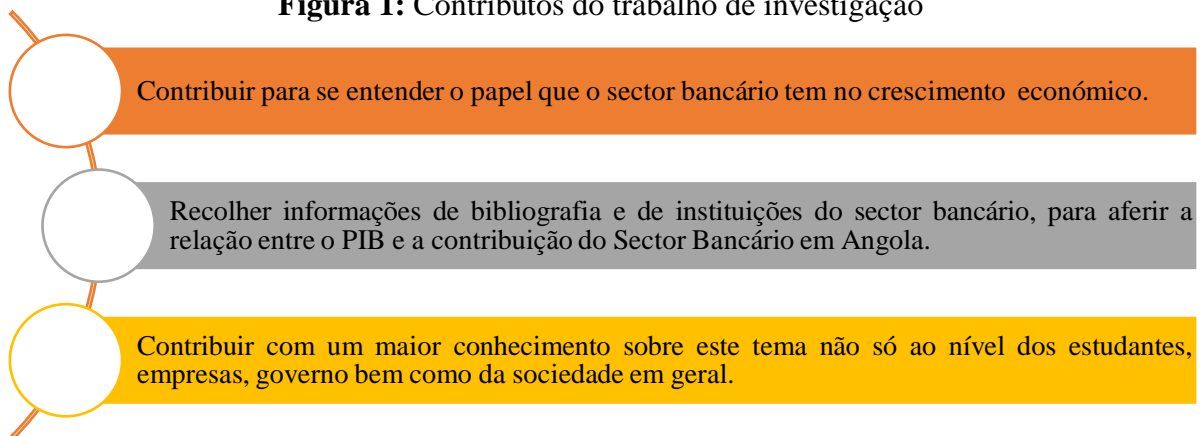 Figura 1: Contributos do trabalho de investigação
Contribuir para se entender o papel que o sector bancário tem no crescimento económico.
Recolher informações de bibliografia e de instituições do sector bancário, para aferir a
relação entre o PIB e a contribuição do Sector Bancário em Angola.
Contribuir com um maior conhecimento sobre este tema não só ao nível dos estudantes,
empresas, governo bem como da sociedade em geral.